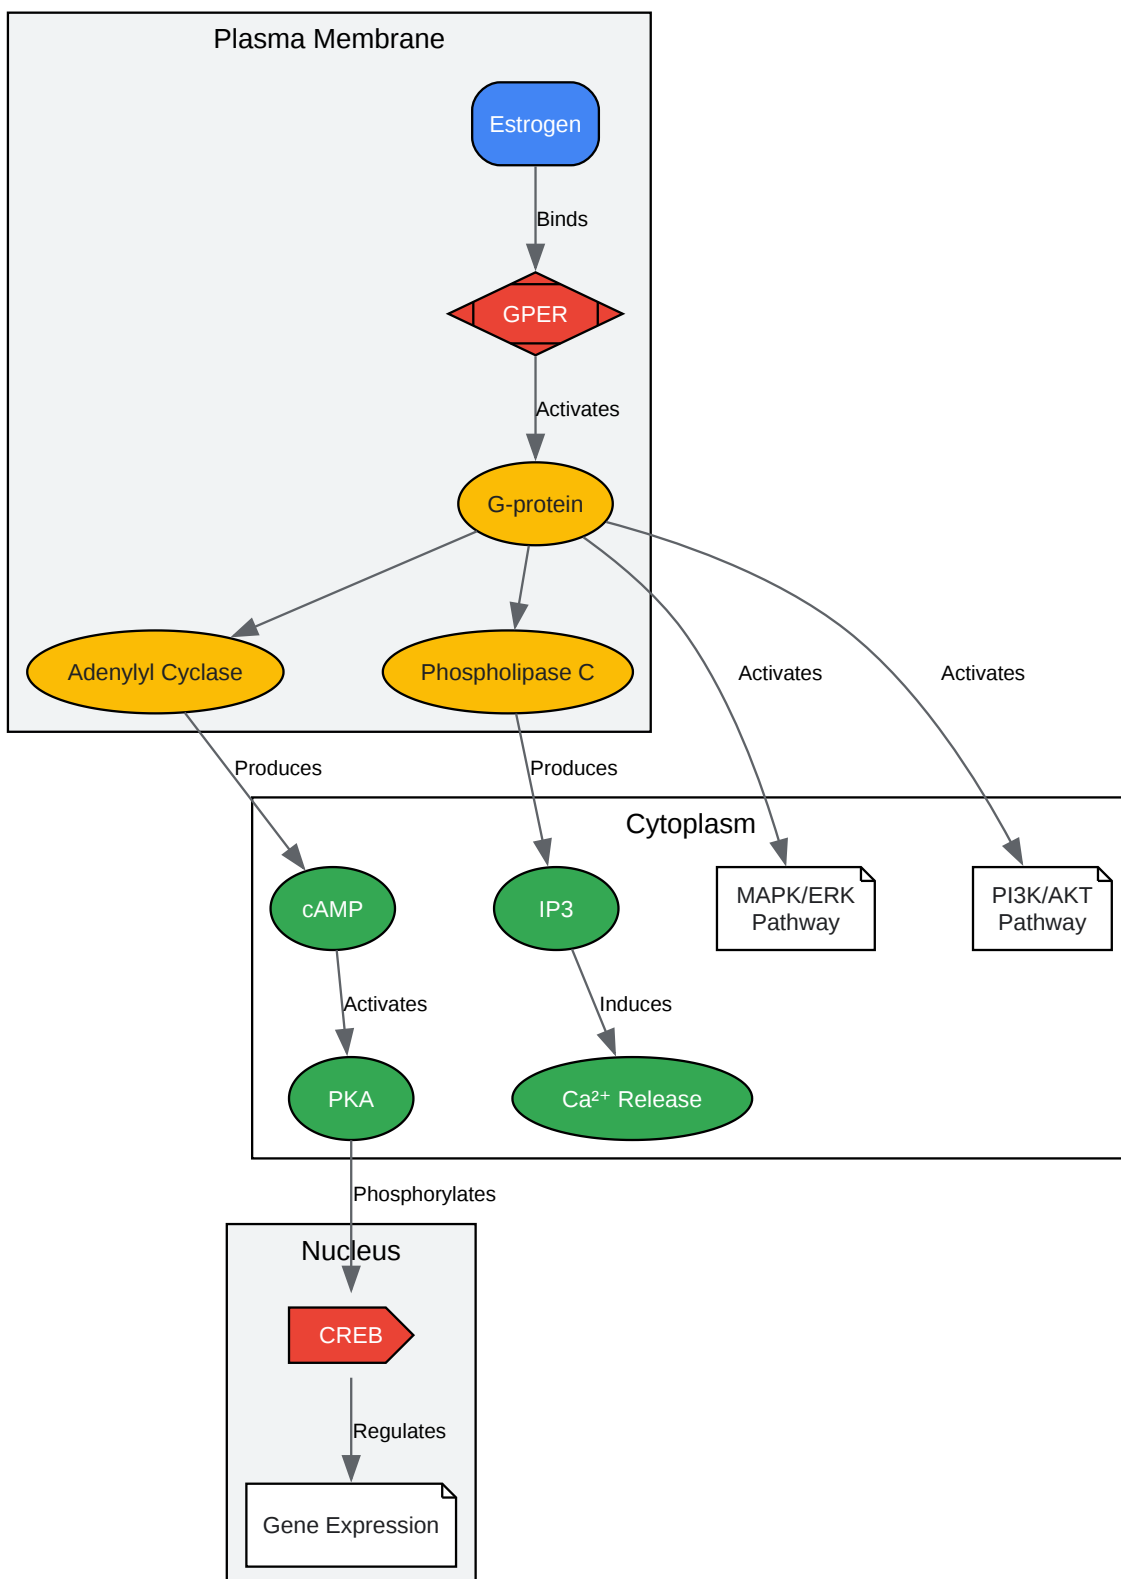 Plasma Membrane
Estrogen
Binds
GPER
Activates
G-protein
Adenylyl Cyclase
Phospholipase C
Activates
Activates
Produces
Produces
Cytoplasm
cAMP
IP3
MAPK/ERK
Pathway
PI3K/AKT
Pathway
Activates
Induces
PKA
Ca²⁺ Release
Phosphorylates
Nucleus
CREB
Regulates
Gene Expression